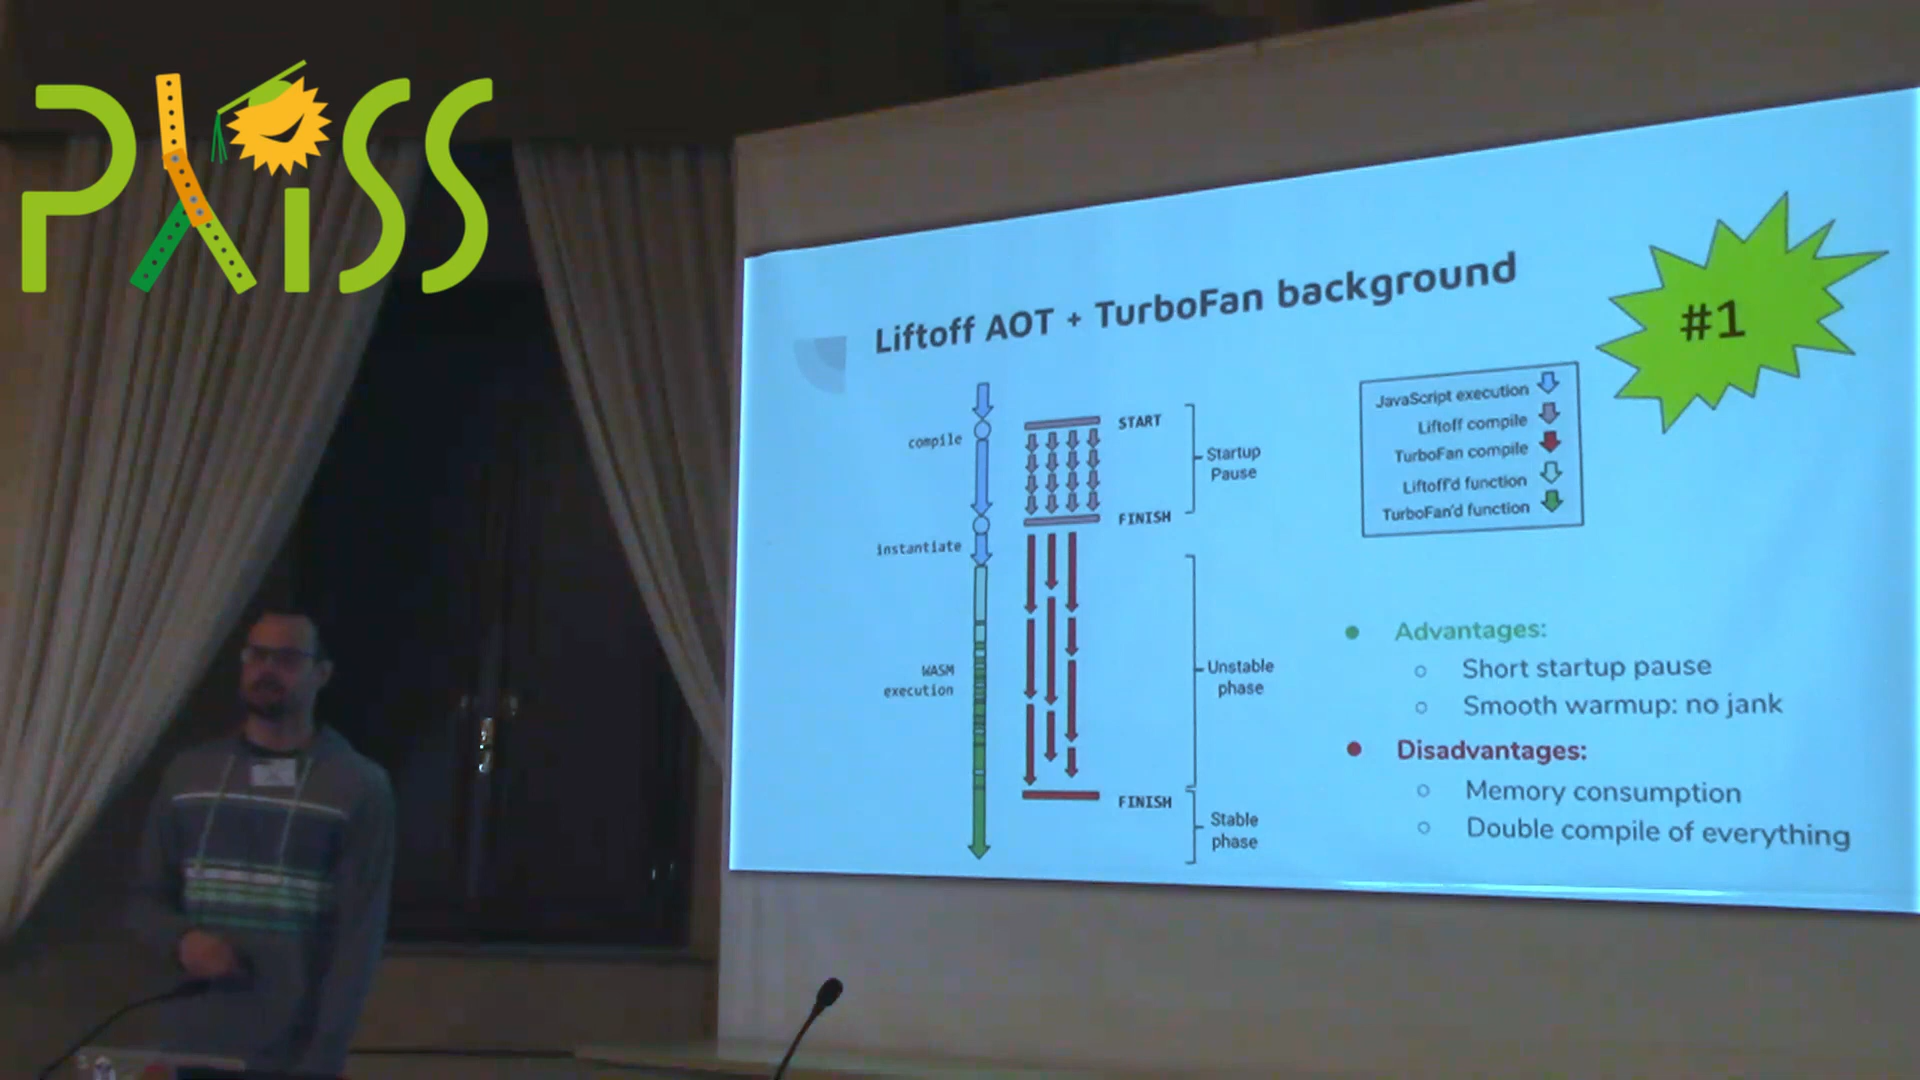 PLISS
Liftoff AOT + TurboFan background
#1
compile
instantiate
WASM
execution
START
FINISH
FINISH
Startup
Pause
Unstable
phase
Stable
phase
JavaScript execution
Liftoff compile
TurboFan compile
Liftoff'd function
TurboFan'd function
Advantages:
Short startup pause
Smooth warmup: no jank
Disadvantages:
Memory consumption
Double compile of everything